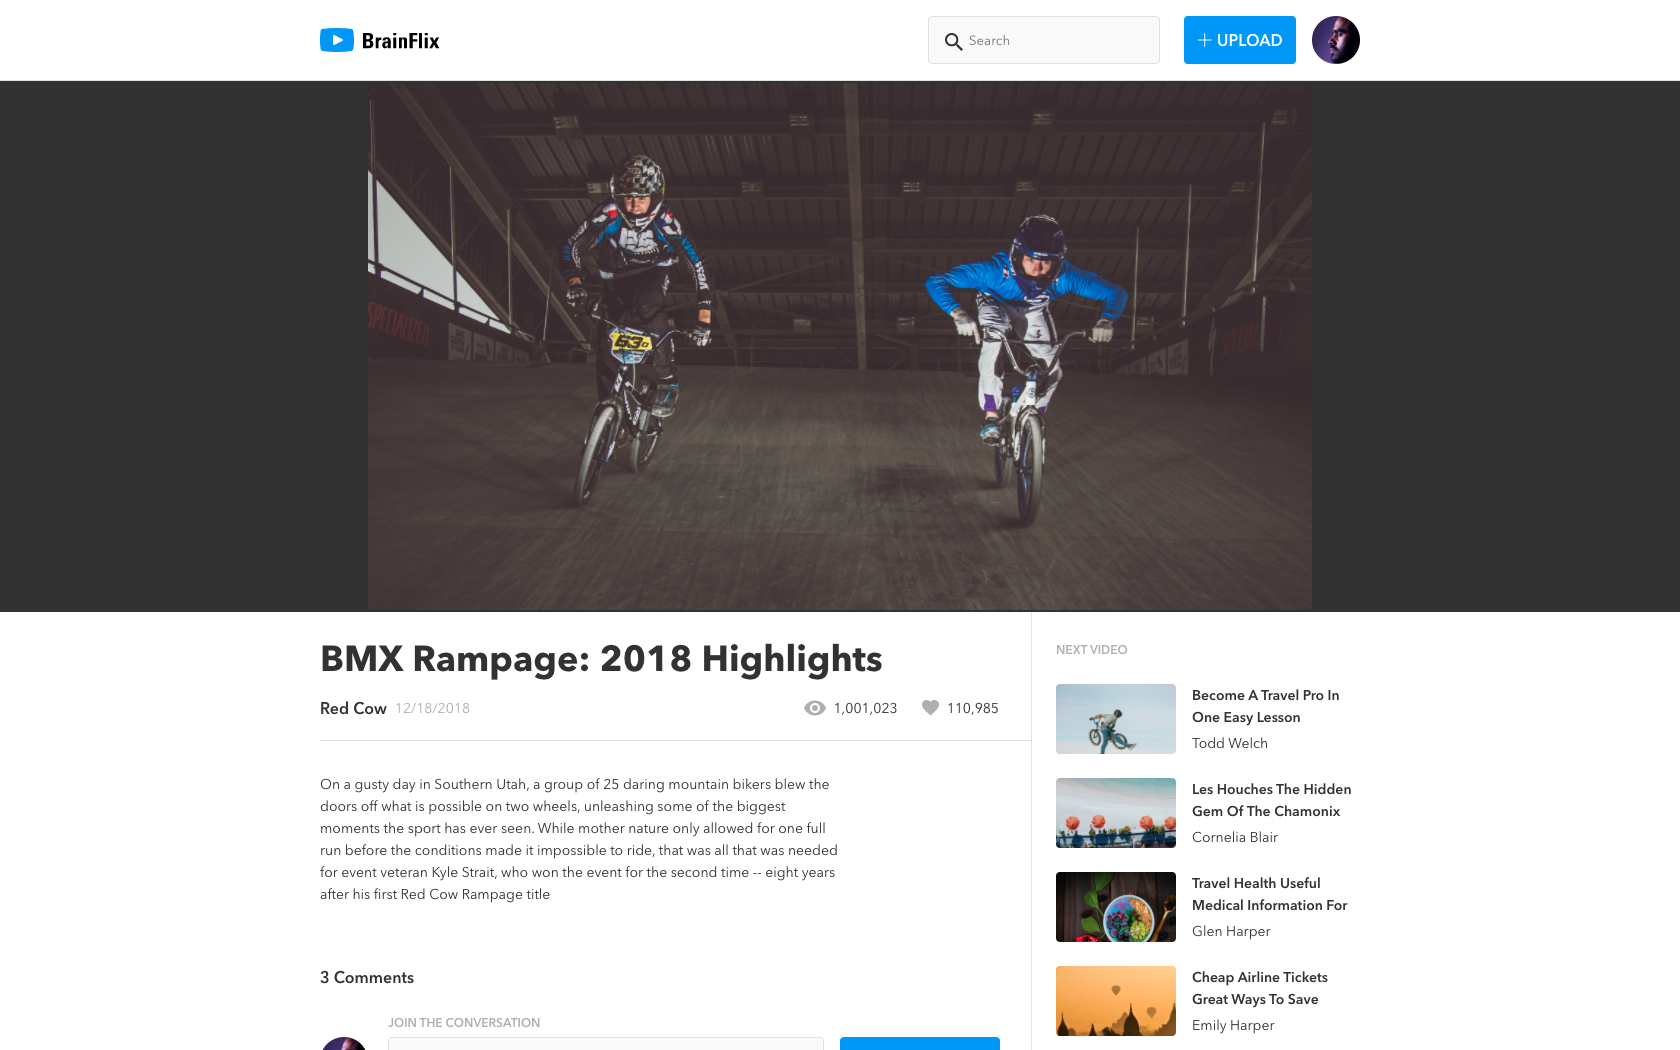 BrainFlix
Search
UPLOAD
SPECIALIZED
630
BMX Rampage: 2018 Highlights
Red Cow 12/18/2018
1,001,023
110,985
On a gusty day in Southern Utah, a group of 25 daring mountain bikers blew the
doors off what is possible on two wheels, unleashing some of the biggest
moments the sport has ever seen. While mother nature only allowed for one full
run before the conditions made it impossible to ride, that was all that was needed
for event veteran Kyle Strait, who won the event for the second time -- eight years
after his first Red Cow Rampage title
3 Comments
JOIN THE CONVERSATION
NEXT VIDEO
Become A Travel Pro In
One Easy Lesson
Todd Welch
Les Houches The Hidden
Gem Of The Chamonix
Cornelia Blair
Travel Health Useful
Medical Information For
Glen Harper
Cheap Airline Tickets
Great Ways To Save
Emily Harper